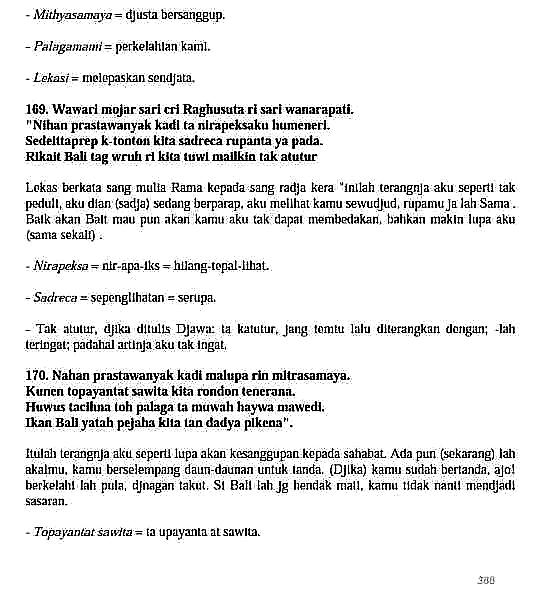 - Mithyasamaya = djusta bersanggup.
- Palagamami = perkelahian kami.
- Lekasi = melepaskan sendjata.
169. Wawari mojar sari cri Raghusuta ri sari wanarapati.
"Nihan prastawanyak kadi ta nirapeksaku humeneri.
Sedeittaprep k-tonton kita sadreca rupanta ya pada.
Rikait Bali tag wruh ri kita tuwi mailkin tak atutur
Lekas berkata sang mulia Rama kepada sang radja kera "inilah terangnja aku seperti tak
peduli, aku dian (sadja) sedang berparap, aku melihat kamu sewudjud, rupamu ja lah Sama .
Baik akan Bait mau pun akan kamu aku tak dapat membedakan, bahkan makin lupa aku
(sama sekali) .
- Nirapeksa = nir-apa-iks = hilang-tepal-lihat.
- Sadreca = sepenglihatan = serupa.
- Tak atutur, djika ditulis Djawa: ta katutur, jang temtu lalu diterangkan dengan; -lah
teringat; padahal artinja aku tak ingat.
170. Nahan prastawanyak kadi malupa rin mitrasamaya.
Kunen topayantat sawita kita rondon tenerana.
Huwus tacihna toh palaga ta muwah haywa mawedi.
Ikan Bali yatah pejaha kita tan dadya pikena".
Itulah terangnja aku seperti lupa akan kesanggupan kepada sahabat. Ada pun (sekarang) lah
akalmu, kamu berselempang daun-daunan untuk tanda. (Djika) kamu sudah bertanda, ajo!
berkelahi lah pula, djnagan takut. Si Bali lah jg hendak mati, kamu tidak nanti mendjadi
sasaran.
- Topayantat sawita = ta upayanta at sawita.
388